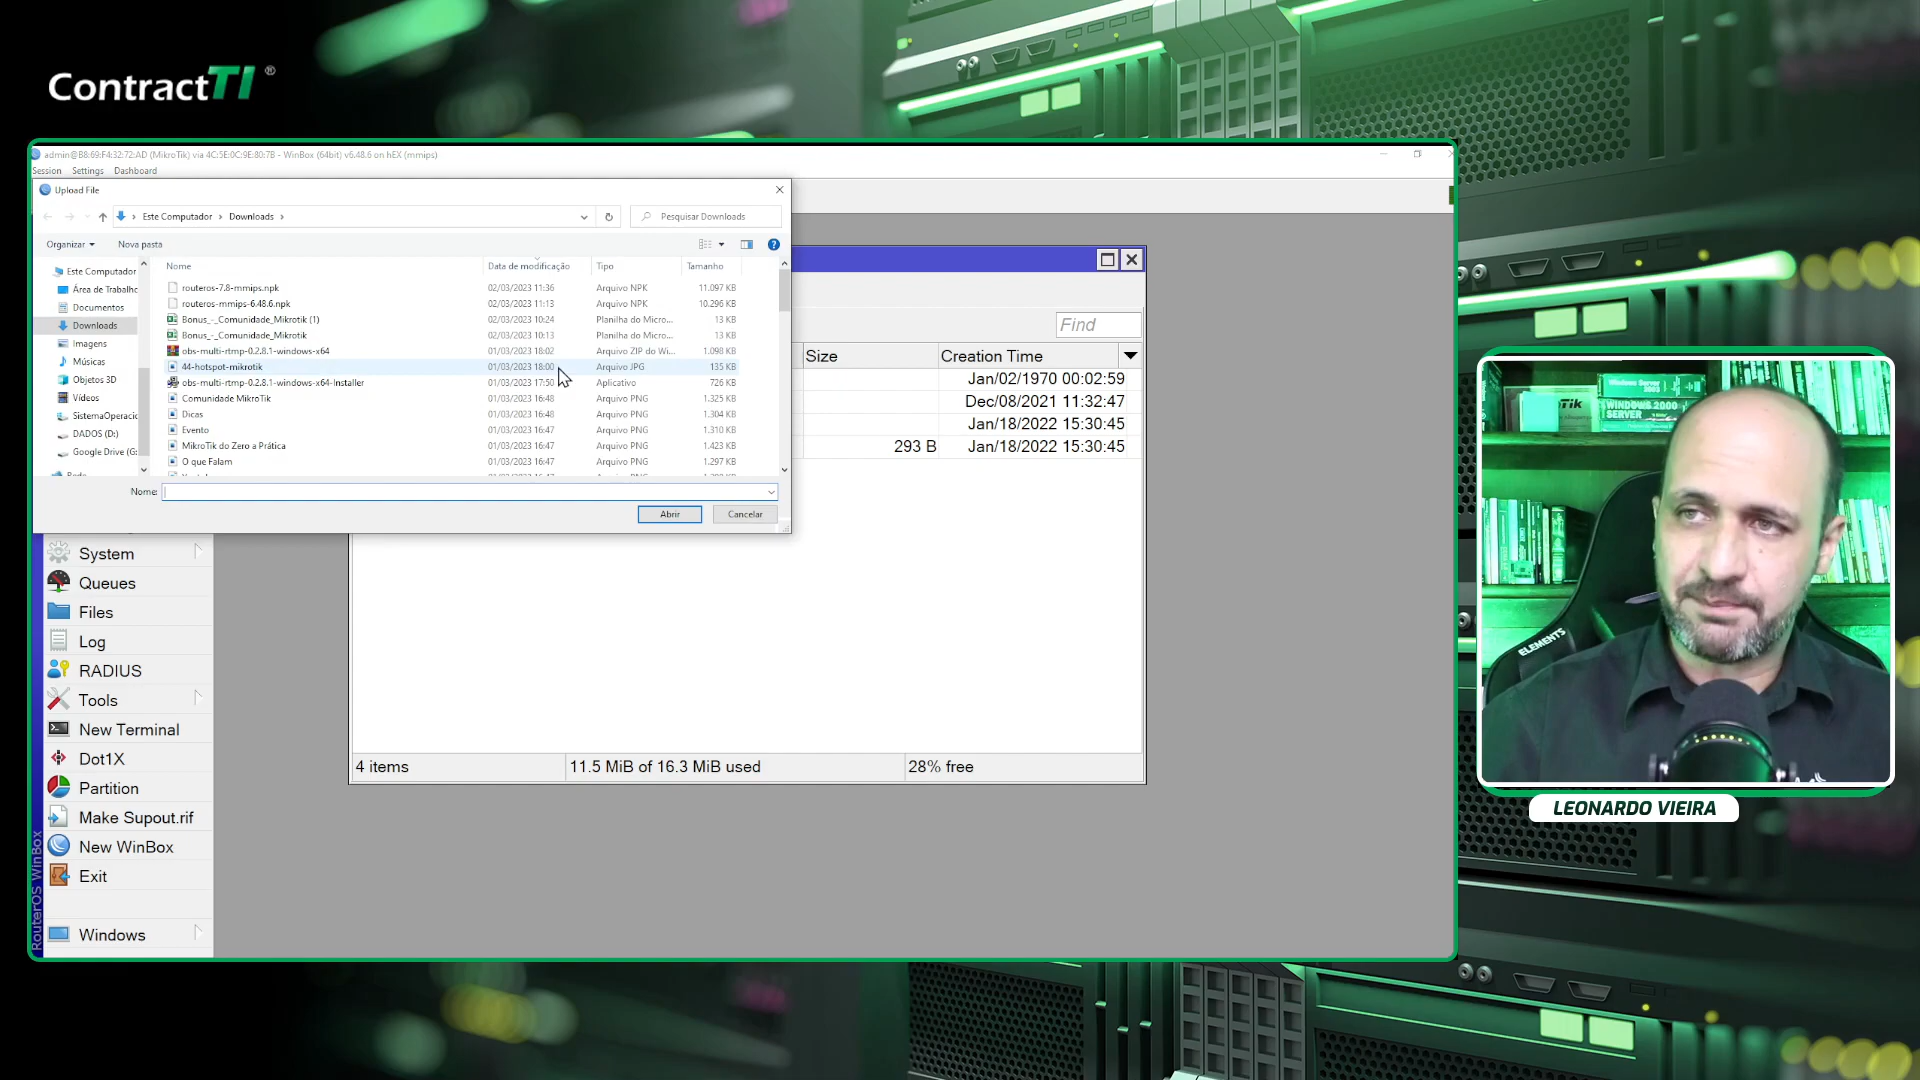 ContractTI ®
admin@B8:69:F4:32:72:AD (MikroTik) via 4C:5E:0C:9E:80:7B - WinBox (64bit) v6.48.6 on hEX (mmips)
Session Settings Dashboard
Upload File
Este Computador > Downloads >
Pesquisar Downloads
Organizar Nova pasta
Este Computador
Área de Trabalho
Documentos
Downloads
Imagens
Músicas
Objetos 3D
Vídeos
SistemaOperacio
DADOS (D:)
Google Drive (G:
Nome Data de modificação Tipo Tamanho
routeros-7.8-mmips.npk 02/03/2023 11:36 Arquivo NPK 11.097 KB
routeros-mmips-6.48.6.npk 02/03/2023 11:13 Arquivo NPK 10.296 KB
Bonus_-_Comunidade_Mikrotik (1) 02/03/2023 10:24 Planilha do Micro... 13 KB
Bonus_-_Comunidade_Mikrotik 02/03/2023 10:13 Planilha do Micro... 13 KB
obs-multi-rtmp-0.2.8.1-windows-x64 01/03/2023 18:02 Arquivo ZIP do Wi... 1.098 KB
44-hotspot-mikrotik 01/03/2023 18:00 Arquivo JPG 135 KB
obs-multi-rtmp-0.2.8.1-windows-x64-Installer 01/03/2023 17:50 Aplicativo 726 KB
Comunidade MikroTik 01/03/2023 16:48 Arquivo PNG 1.325 KB
Dicas 01/03/2023 16:48 Arquivo PNG 1.304 KB
Evento 01/03/2023 16:47 Arquivo PNG 1.310 KB
MikroTik do Zero a Prática 01/03/2023 16:47 Arquivo PNG 1.423 KB
O que Falam 01/03/2023 16:47 Arquivo PNG 1.297 KB
Nome:
Abrir Cancelar
Find
Size Creation Time
Jan/02/1970 00:02:59
Dec/08/2021 11:32:47
Jan/18/2022 15:30:45
293 B Jan/18/2022 15:30:45
4 items 11.5 MiB of 16.3 MiB used 28% free
System
Queues
Files
Log
RADIUS
Tools
New Terminal
Dot1X
Partition
Make Supout.rif
New WinBox
Exit
Windows
RouterOS WinBox
WINDOWS 2000
SERVER
Tik
ELEMENTS
LEONARDO VIEIRA